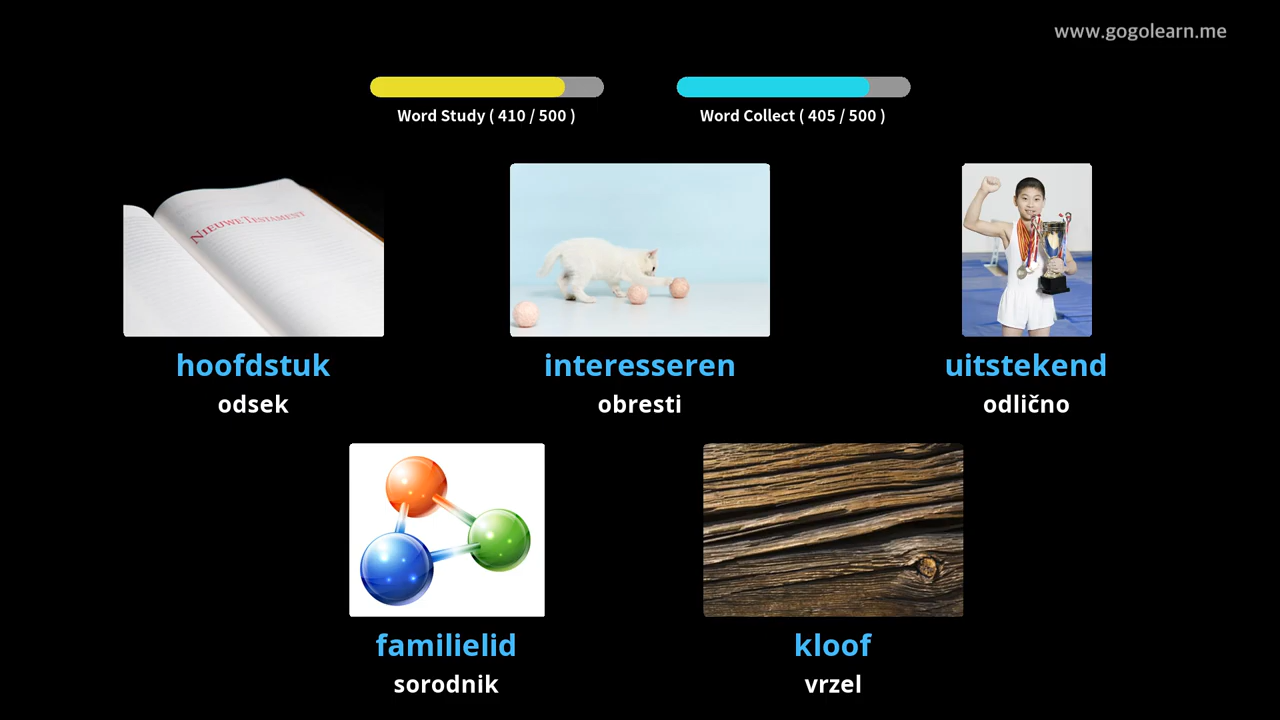 www.gogolearn.me
Word Study ( 410 / 500 )
Word Collect ( 405 / 500 )
NIEUWE TESTAMENT
hoofdstuk
odsek
interesseren
obresti
uitstekend
odlično
familielid
sorodnik
kloof
vrzel